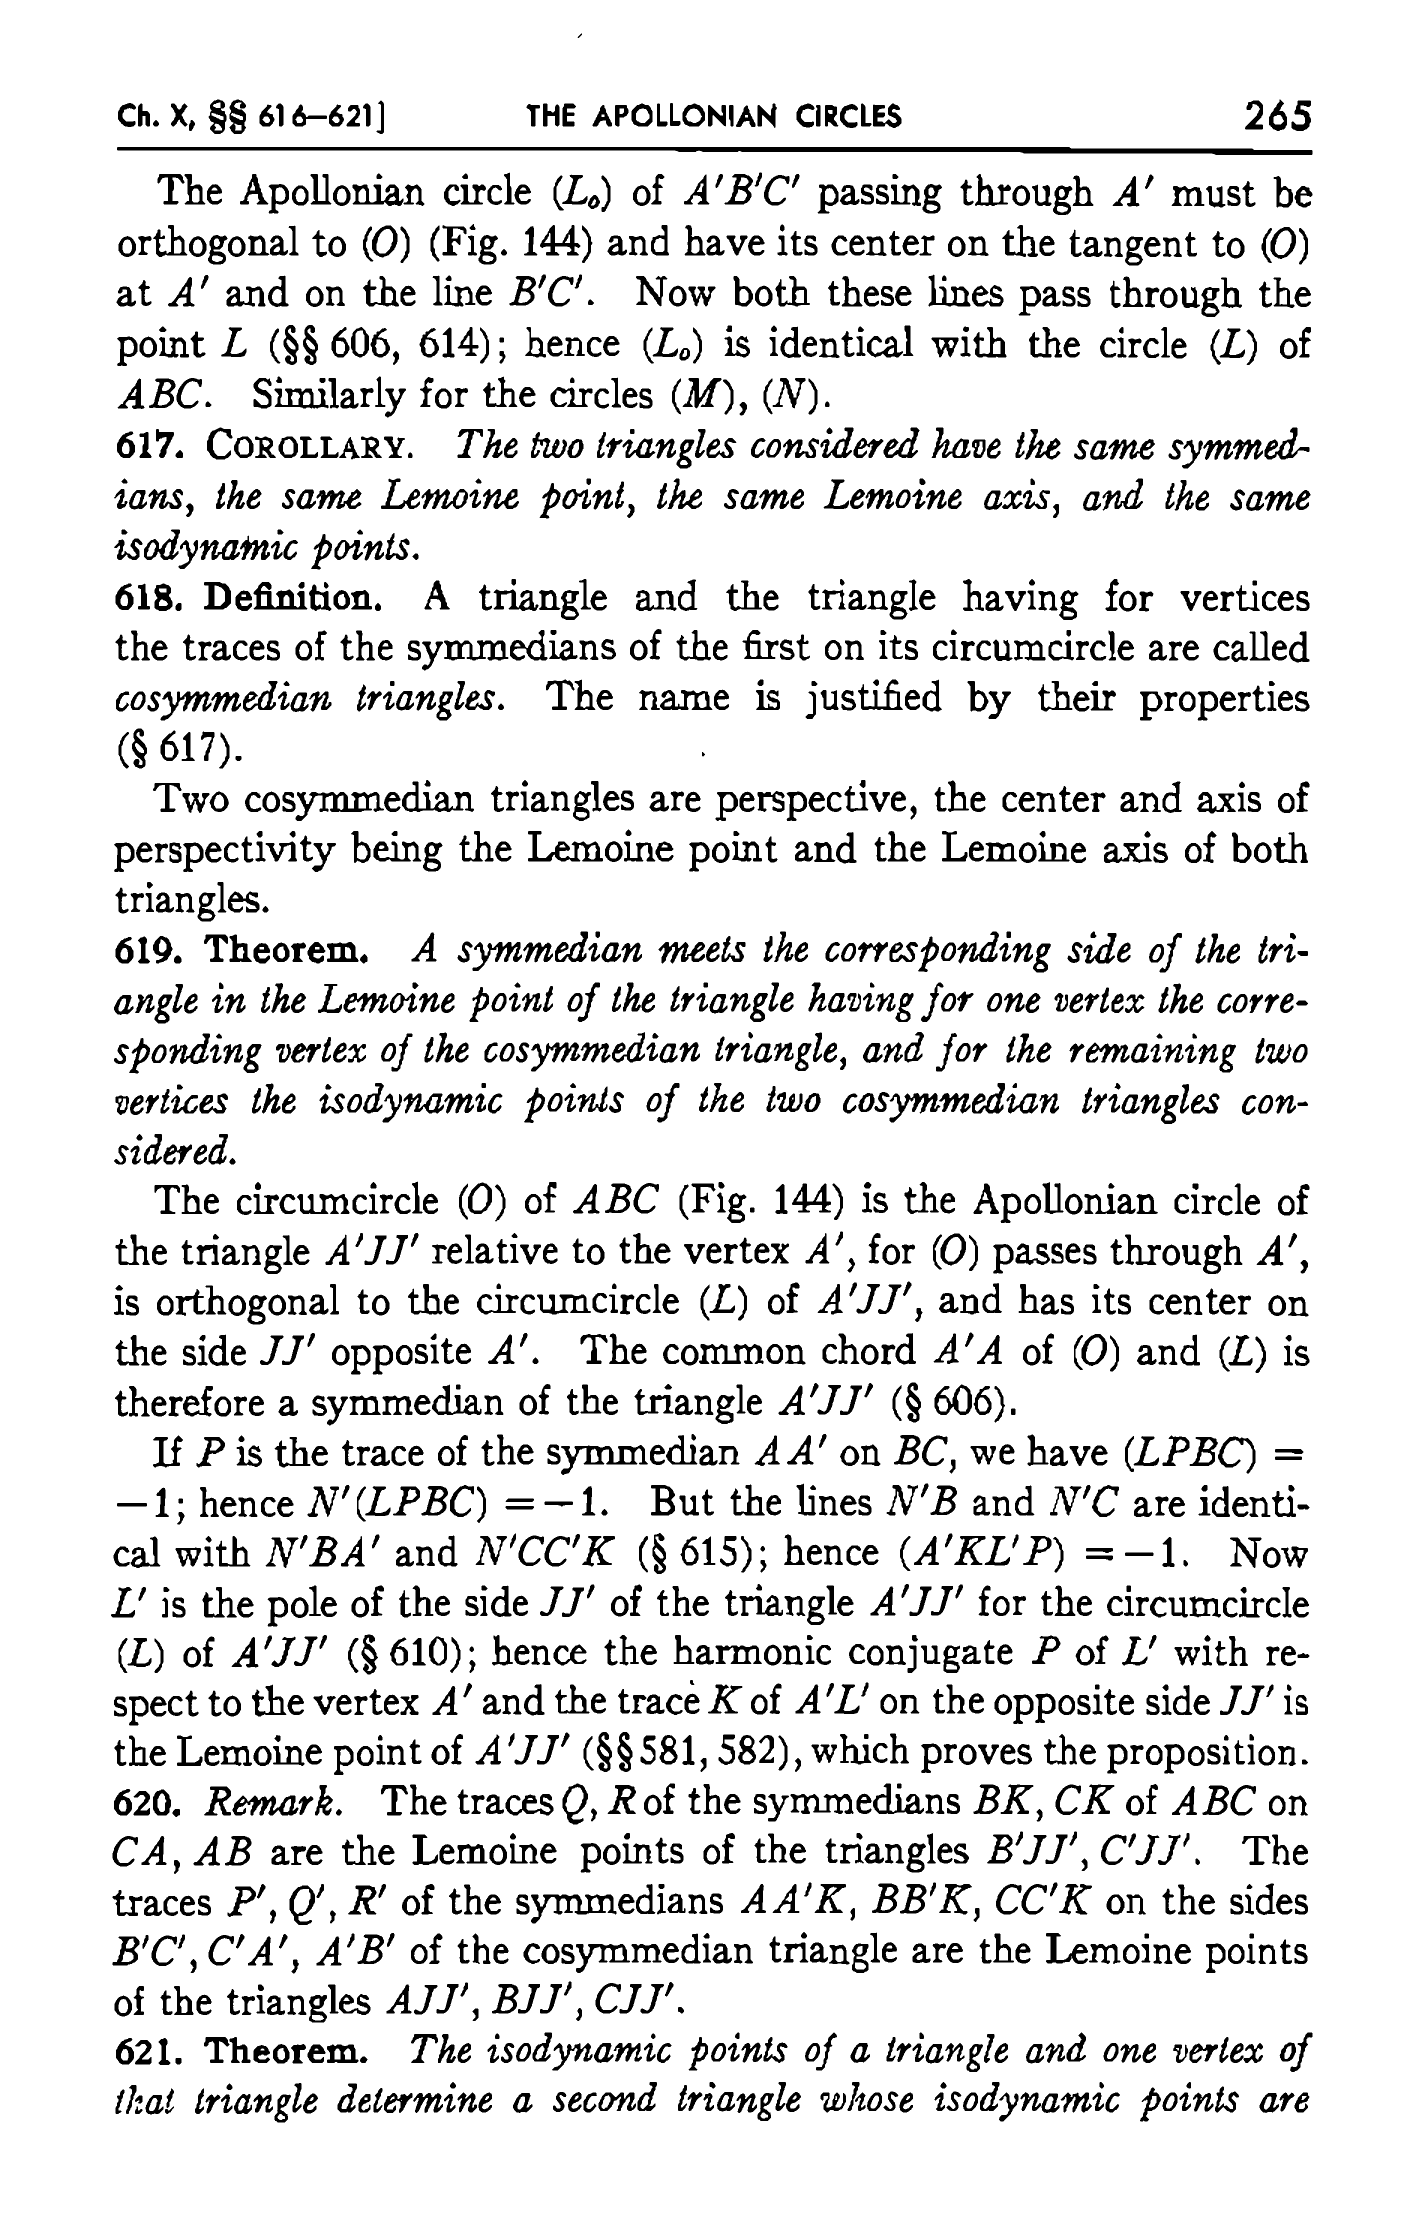 Ch. X, §§ 616–621] THE APOLLONIAN CIRCLES 265
The Apollonian circle (Lₒ) of A'B'C' passing through A' must be
orthogonal to (O) (Fig. 144) and have its center on the tangent to (O)
at A' and on the line B'C'. Now both these lines pass through the
point L (§§ 606, 614); hence (Lₒ) is identical with the circle (L) of
ABC. Similarly for the circles (M), (N).
617. COROLLARY. The two triangles considered have the same symmed-
ians, the same Lemoine point, the same Lemoine axis, and the same
isodynamic points.
618. Definition. A triangle and the triangle having for vertices
the traces of the symmedians of the first on its circumcircle are called
cosymmedian triangles. The name is justified by their properties
(§ 617).
Two cosymmedian triangles are perspective, the center and axis of
perspectivity being the Lemoine point and the Lemoine axis of both
triangles.
619. Theorem. A symmedian meets the corresponding side of the tri-
angle in the Lemoine point of the triangle having for one vertex the corre-
sponding vertex of the cosymmedian triangle, and for the remaining two
vertices the isodynamic points of the two cosymmedian triangles con-
sidered.
The circumcircle (O) of ABC (Fig. 144) is the Apollonian circle of
the triangle A'JJ' relative to the vertex A', for (O) passes through A',
is orthogonal to the circumcircle (L) of A'JJ', and has its center on
the side JJ' opposite A'. The common chord A'A of (O) and (L) is
therefore a symmedian of the triangle A'JJ' (§ 606).
If P is the trace of the symmedian AA' on BC, we have (LPBC) =
−1; hence N'(LPBC) = −1. But the lines N'B and N'C are identi-
cal with N'BA' and N'CC'K (§ 615); hence (A'KL'P) = −1. Now
L' is the pole of the side JJ' of the triangle A'JJ' for the circumcircle
(L) of A'JJ' (§ 610); hence the harmonic conjugate P of L' with re-
spect to the vertex A' and the trace K of A'L' on the opposite side JJ' is
the Lemoine point of A'JJ' (§§ 581, 582), which proves the proposition.
620. Remark. The traces Q, R of the symmedians BK, CK of ABC on
CA, AB are the Lemoine points of the triangles B'JJ', C'JJ'. The
traces P', Q', R' of the symmedians AA'K, BB'K, CC'K on the sides
B'C', C'A', A'B' of the cosymmedian triangle are the Lemoine points
of the triangles AJJ', BJJ', CJJ'.
621. Theorem. The isodynamic points of a triangle and one vertex of
that triangle determine a second triangle whose isodynamic points are